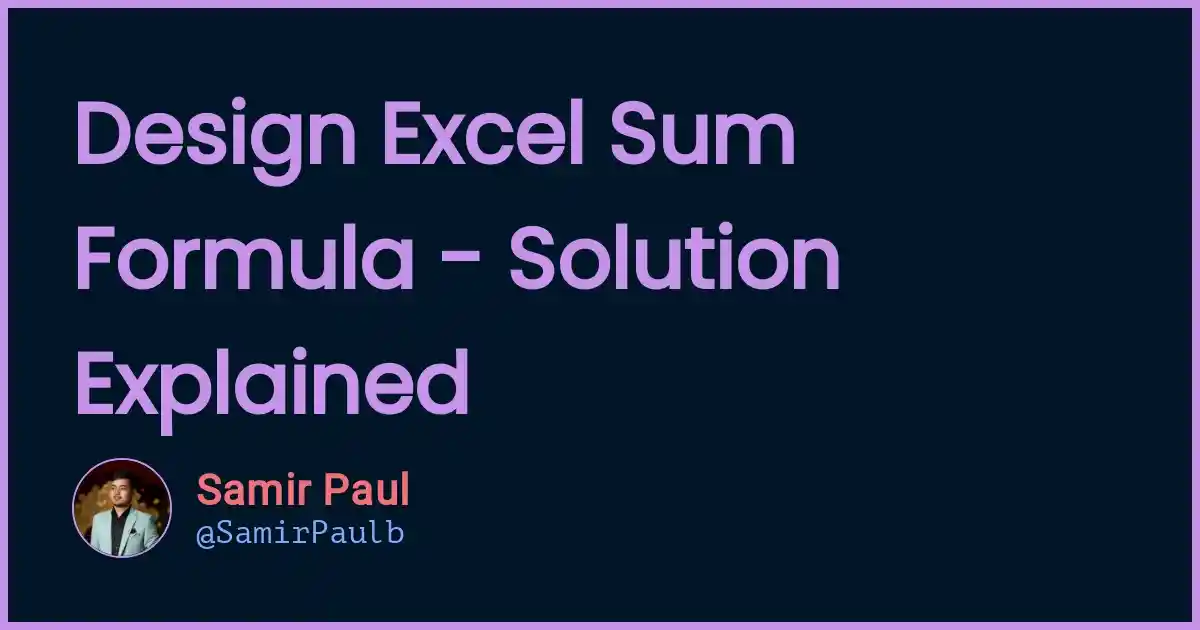 Design Excel Sum
Formula - Solution
Explained
Samir Paul
@SamirPaulb